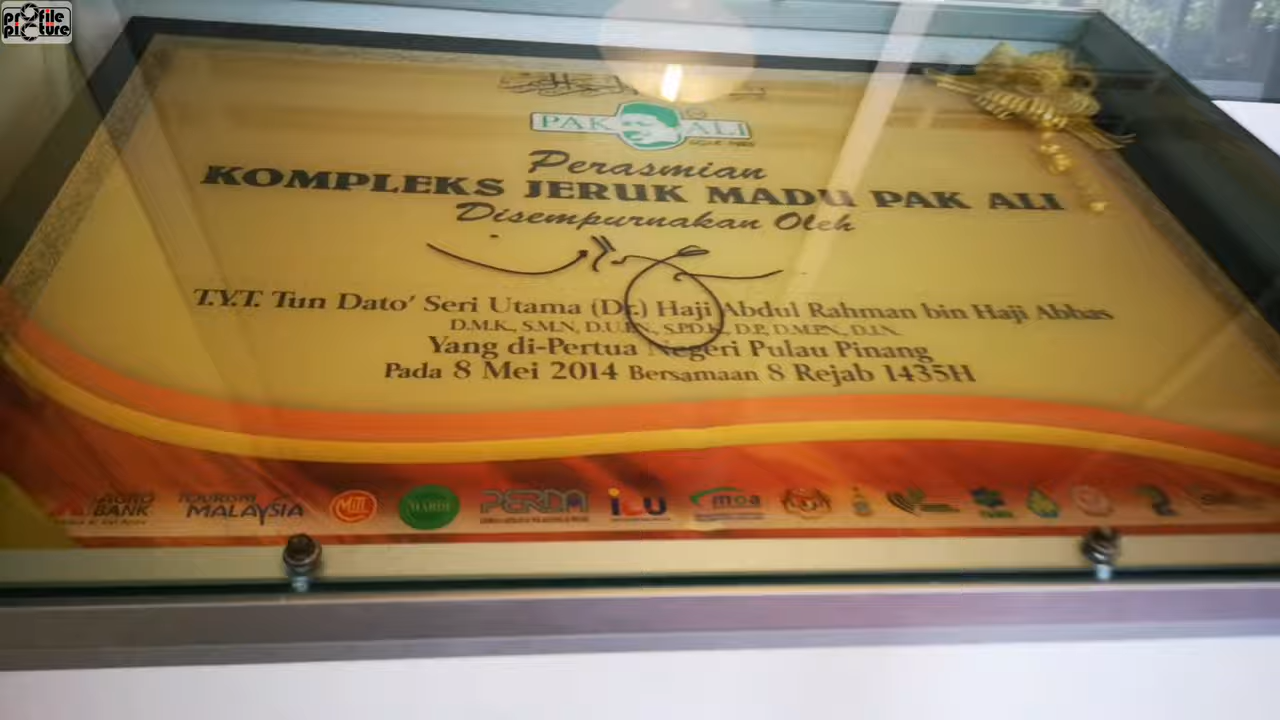 profile
picture
PAK ALI
Perasmian
KOMPLEKS JERUK MADU PAK ALI
Disempurnakan Oleh
T.Y.T. Tun Dato' Seri Utama (Dr.) Haji Abdul Rahman bin Haji Abbas
D.M.K., S.M.N, D.U.P.N., S.P.D.K., D.P., D.M.P.N., D.J.N.
Yang di-Pertua Negeri Pulau Pinang
Pada 8 Mei 2014 Bersamaan 8 Rejab 1435H
AGRO BANK
TOURISM MALAYSIA
MARDI
PERDA
moa